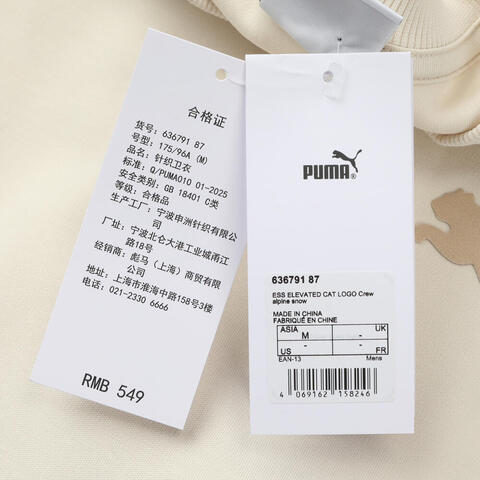 合格证
货号: 636791 87
号型: 175/96A (M)
品名: 针织卫衣
标准: Q/PUMA010 01-2025
安全类别: GB 18401 C类
等级: 合格品
生产工厂: 宁波申洲针织有限公司
厂址: 宁波北仑大港工业城甬江
路18号
经销商: 彪马（上海）商贸有限
公司
地址: 上海市淮海中路158号3楼
电话: 021-2330 6666
RMB 549
PUMA®
636791 87
ESS ELEVATED CAT LOGO Crew
alpine snow
MADE IN CHINA
FABRIQUÉ EN CHINE
ASIA M - UK
US - - FR
EAN-13 Mens
4 069162 158246